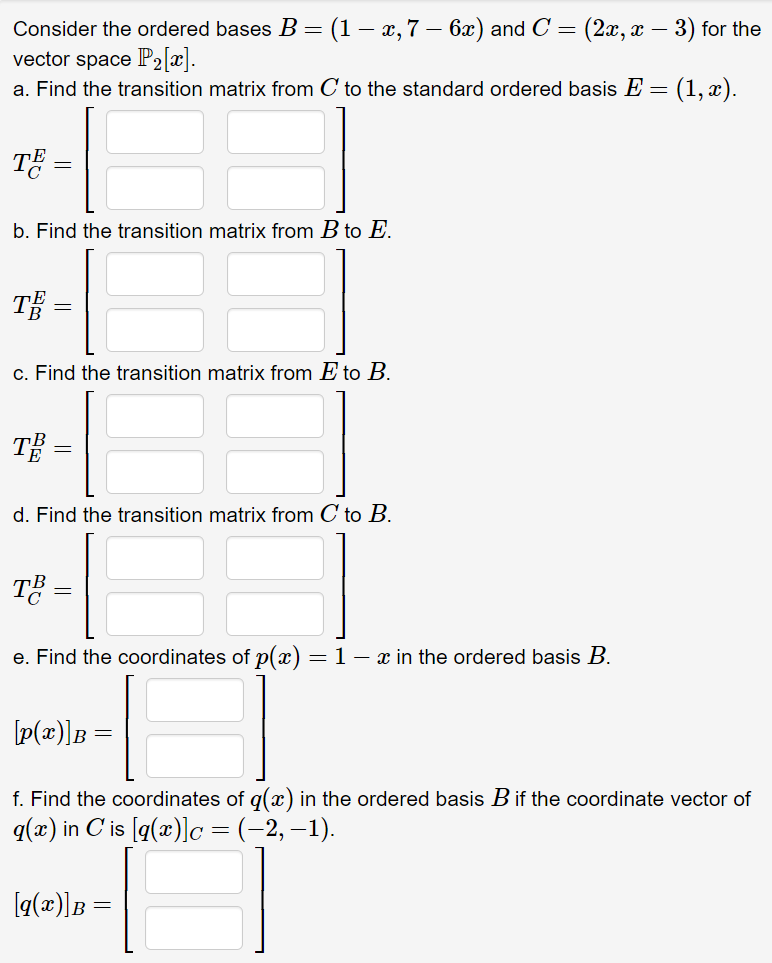 Consider the ordered bases B = (1 − x, 7 − 6x) and C = (2x, x − 3) for the
vector space ℙ₂[x].
a. Find the transition matrix from C to the standard ordered basis E = (1, x).
T_C^E =
b. Find the transition matrix from B to E.
T_B^E =
c. Find the transition matrix from E to B.
T_E^B =
d. Find the transition matrix from C to B.
T_C^B =
e. Find the coordinates of p(x) = 1 − x in the ordered basis B.
[p(x)]_B =
f. Find the coordinates of q(x) in the ordered basis B if the coordinate vector of
q(x) in C is [q(x)]_C = (−2, −1).
[q(x)]_B =